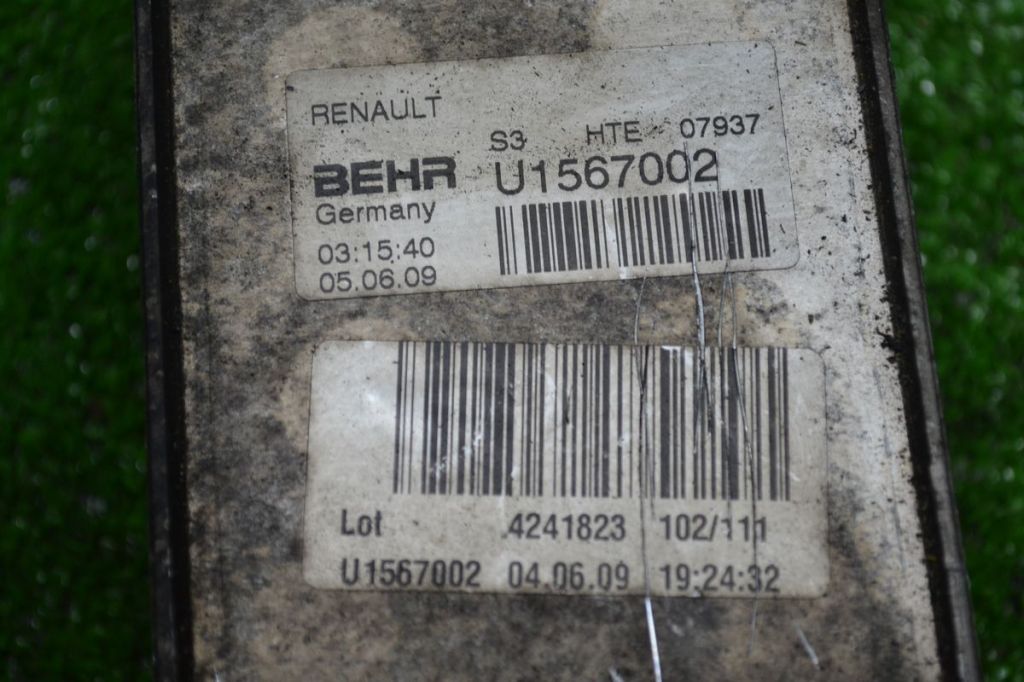 RENAULT
S3 HTE 07937
BEHR U1567002
Germany
03:15:40
05.06.09
Lot 4241823 102/111
U1567002 04.06.09 19:24:32